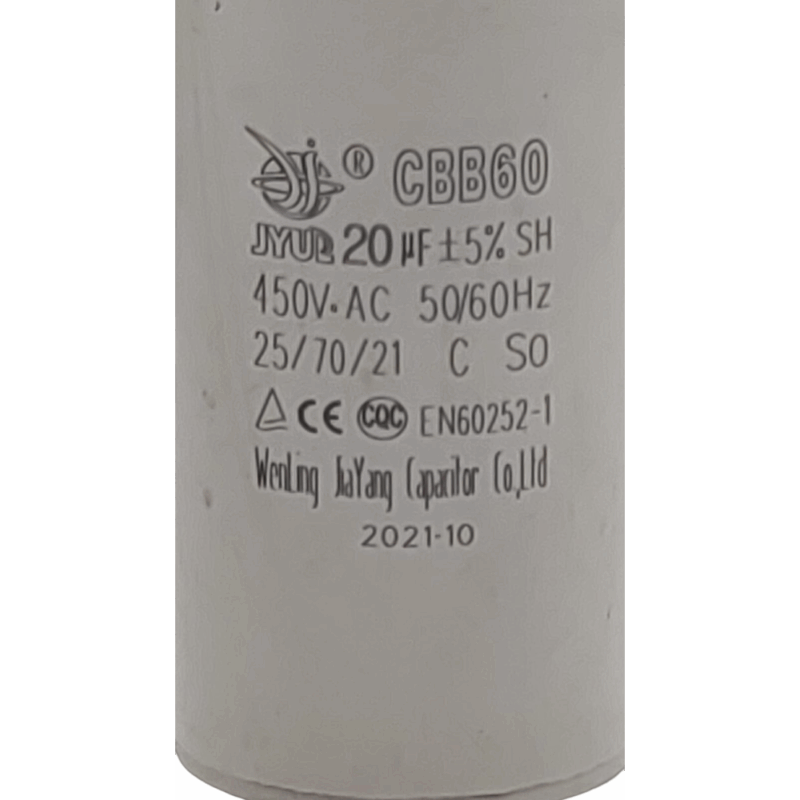 ® CBB60
JYUL 20 µF ±5% SH
450V·AC 50/60Hz
25/70/21 C S0
CE CQC EN60252-1
WenLing JiaYang Capacitor Co,Ltd
2021-10